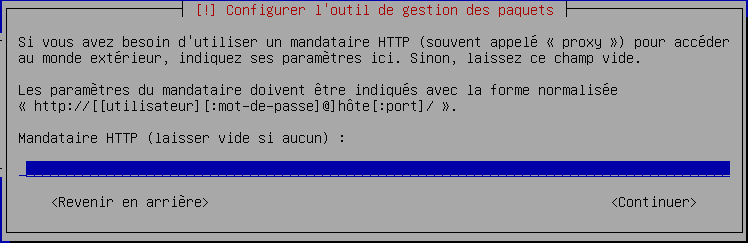 [!] Configurer l'outil de gestion des paquets
Si vous avez besoin d'utiliser un mandataire HTTP (souvent appelé « proxy ») pour accéder
au monde extérieur, indiquez ses paramètres ici. Sinon, laissez ce champ vide.
Les paramètres du mandataire doivent être indiqués avec la forme normalisée
« http://[[utilisateur][:mot-de-passe]@]hôte[:port]/ ».
Mandataire HTTP (laisser vide si aucun) :
<Revenir en arrière>
<Continuer>